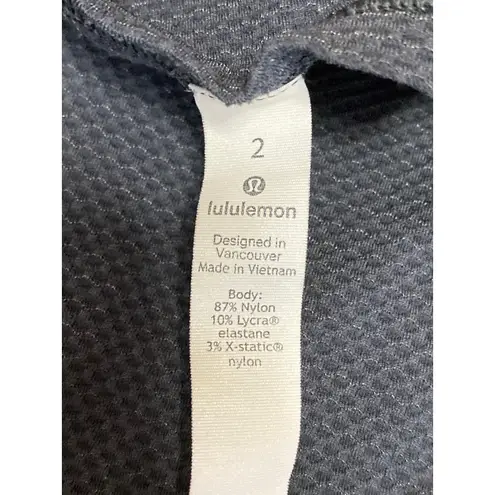 2
lululemon
Designed in
Vancouver
Made in Vietnam
Body:
87% Nylon
10% Lycra®
elastane
3% X-static®
nylon